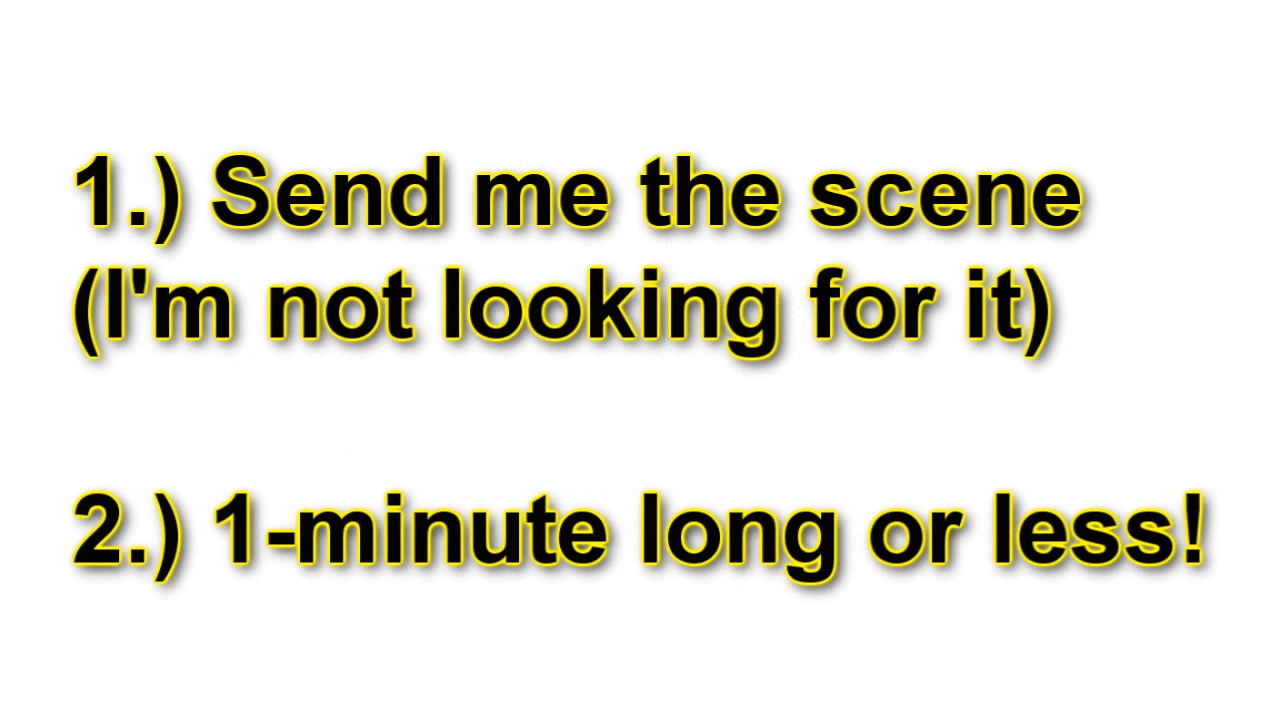 1.) Send me the scene
(I'm not looking for it)
2.) 1-minute long or less!